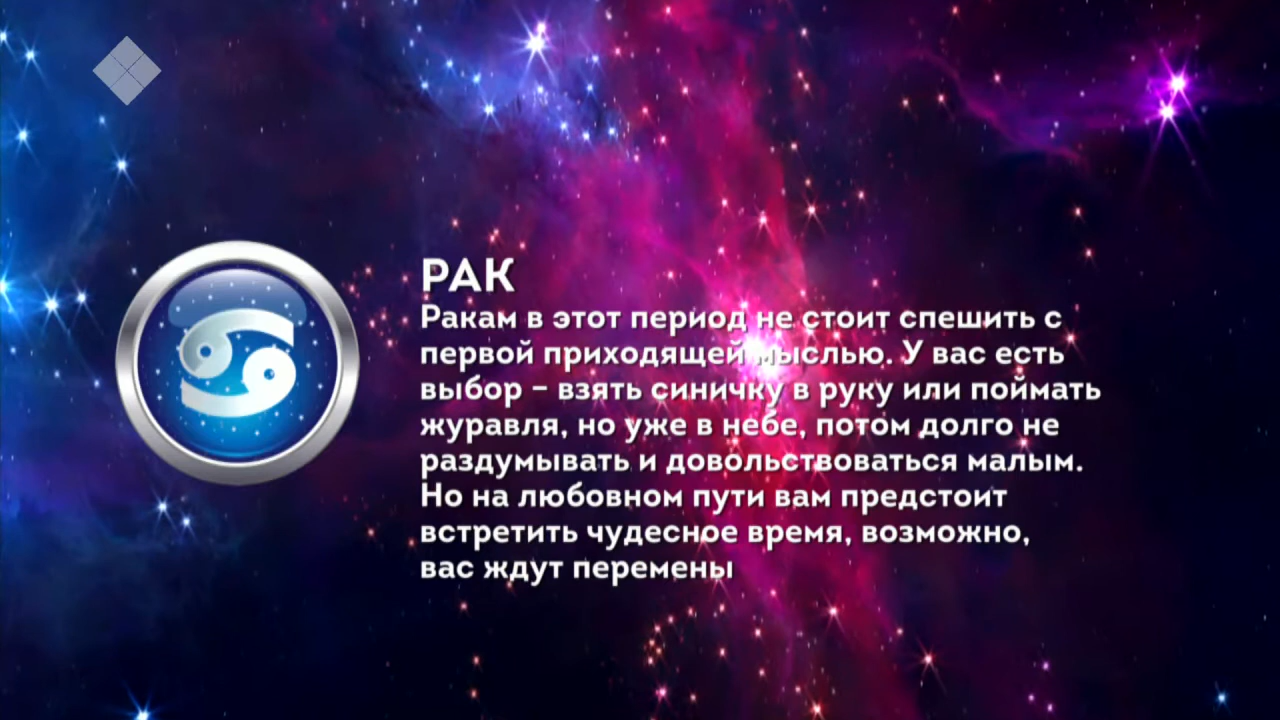 РАК
Ракам в этот период не стоит спешить с
первой приходящей мыслью. У вас есть
выбор – взять синичку в руку или поймать
журавля, но уже в небе, потом долго не
раздумывать и довольствоваться малым.
Но на любовном пути вам предстоит
встретить чудесное время, возможно,
вас ждут перемены